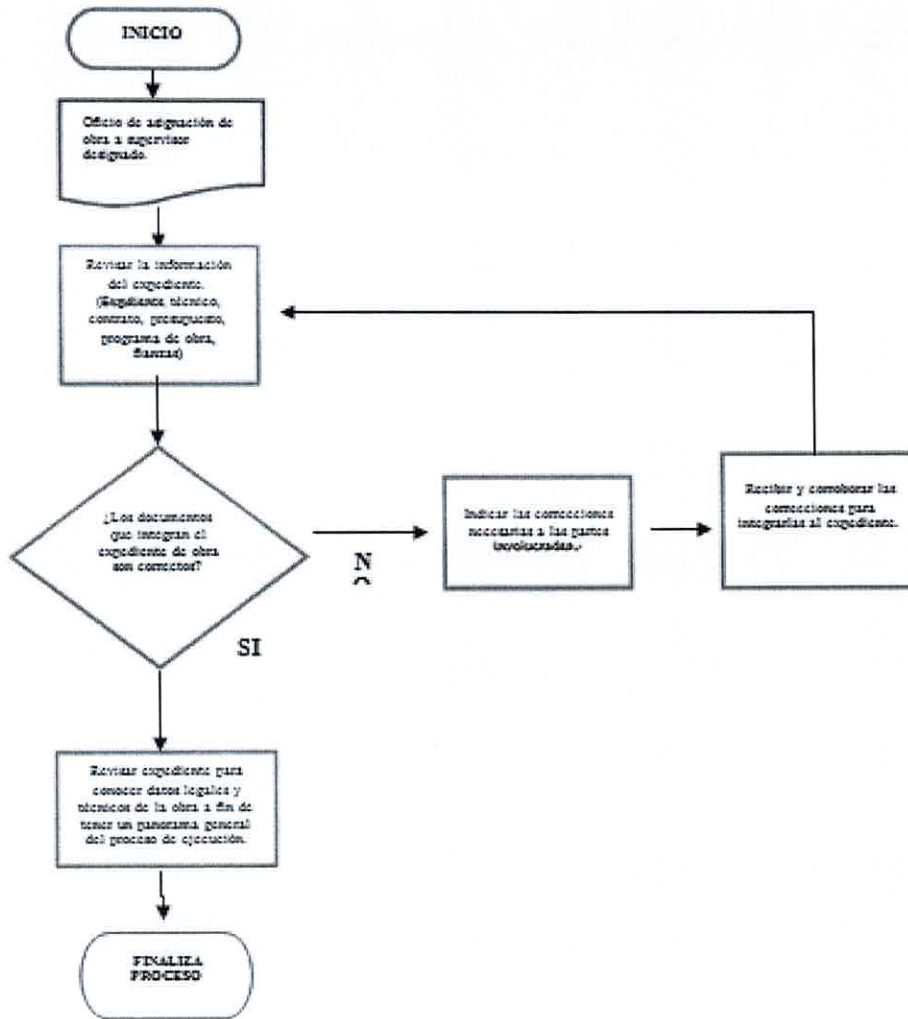 INICIO
Oficio de asignación de
obra a supervisor
designado.
Revisar la información
del expediente.
(Expediente técnico,
contrato, presupuesto,
programa de obra,
fianzas)
¿Los documentos
que integran el
expediente de obra
son correctos?
N
SI
Indicar las correcciones
necesarias a las partes
involucradas.
Recibir y corroborar las
correcciones para
integrarlas al expediente.
Revisar expediente para
conocer datos legales y
técnicos de la obra a fin de
tener un panorama general
del proceso de ejecución.
FINALIZA
PROCESO